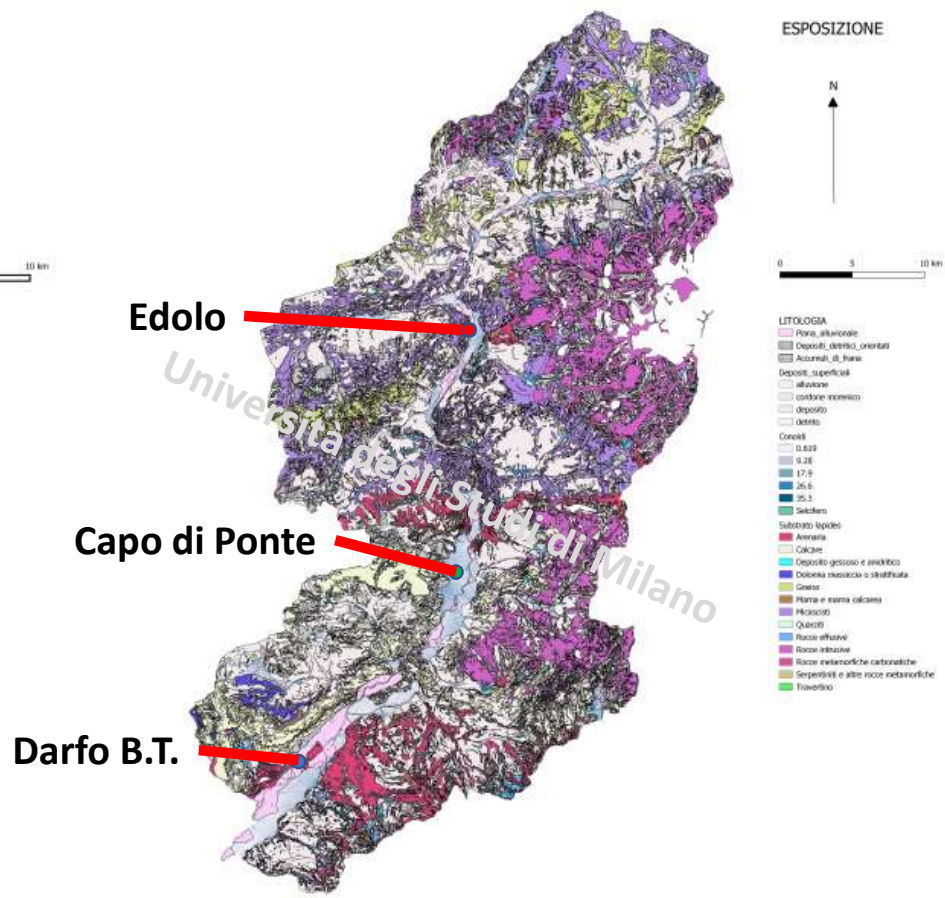 ESPOSIZIONE
N
10 km
0 5 10 km
Edolo
Capo di Ponte
Darfo B.T.
Università degli Studi di Milano
LITOLOGIA
Piana_alluvionale
Depositi_detritici_orientati
Accumuli_di_frana
Depositi_superficiali
alluvione
cordone morenico
deposito
detrito
Conoidi
0.639
9.28
17.9
26.6
35.3
Selcifero
Substrato lapideo
Arenaria
Calcare
Deposito gessoso e anidritico
Dolomia massiccia o stratificata
Gneiss
Marna e marna calcarea
Micascisti
Quarziti
Rocce effusive
Rocce intrusive
Rocce metamorfiche carbonatiche
Serpentiniti e altre rocce metamorfiche
Travertino